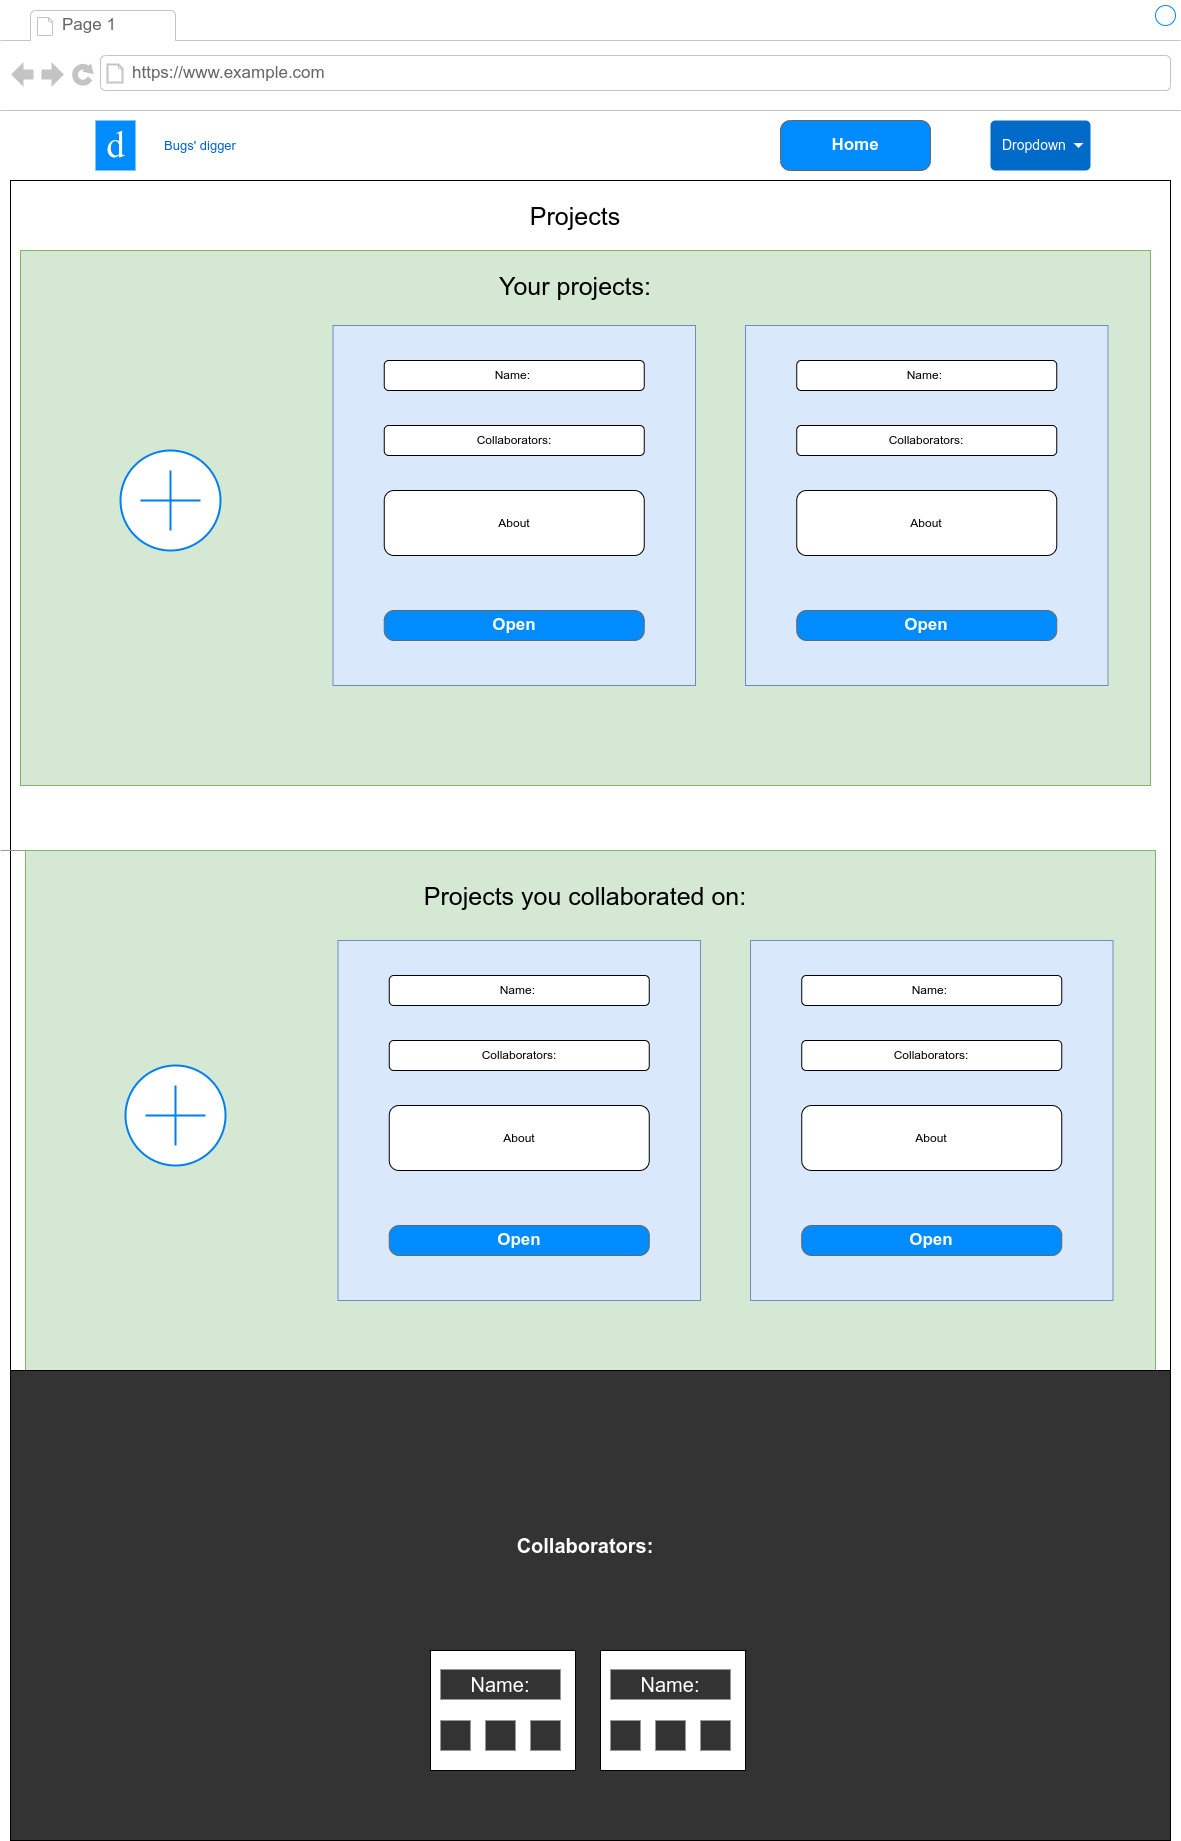 Page 1
https://www.example.com
d
Bugs' digger
Home
Dropdown
Projects
Your projects:
Name:
Name:
Collaborators:
Collaborators:
About
About
Open
Open
Projects you collaborated on:
Name:
Name:
Collaborators:
Collaborators:
About
About
Open
Open
Collaborators:
Name:
Name: